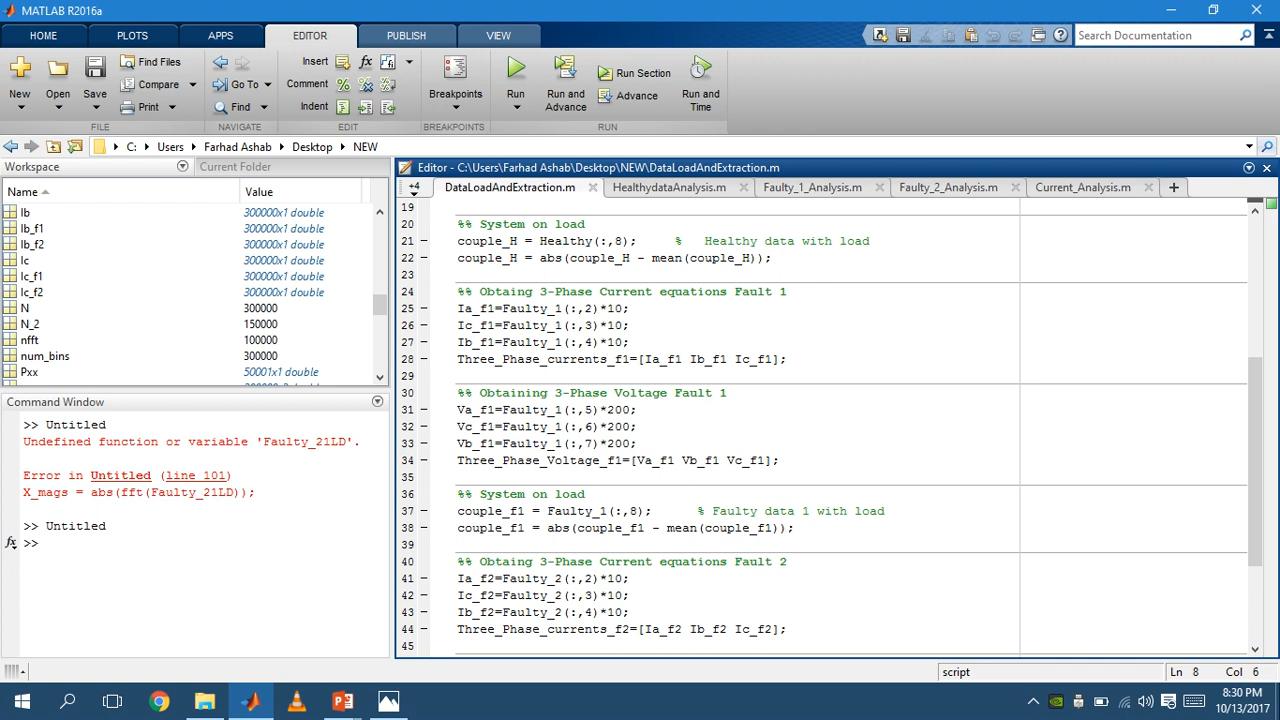 MATLAB R2016a
HOME PLOTS APPS EDITOR PUBLISH VIEW
Search Documentation
New Open Save Find Files Compare Print
Go To Find
Insert fx Comment Indent
Breakpoints
Run Run and Advance Run Section Advance Run and Time
FILE NAVIGATE EDIT BREAKPOINTS RUN
C: Users Farhad Ashab Desktop NEW
Workspace Current Folder
Name Value
Ib 300000x1 double
Ib_f1 300000x1 double
Ib_f2 300000x1 double
Ic 300000x1 double
Ic_f1 300000x1 double
Ic_f2 300000x1 double
N 300000
N_2 150000
nfft 100000
num_bins 300000
Pxx 50001x1 double
Command Window
>> Untitled
Undefined function or variable 'Faulty_21LD'.
Error in Untitled (line 101)
X_mags = abs(fft(Faulty_21LD));
>> Untitled
fx >>
Editor - C:\Users\Farhad Ashab\Desktop\NEW\DataLoadAndExtraction.m
+4 DataLoadAndExtraction.m HealthydataAnalysis.m Faulty_1_Analysis.m Faulty_2_Analysis.m Current_Analysis.m
19
20 %% System on load
21 couple_H = Healthy(:,8); % Healthy data with load
22 couple_H = abs(couple_H - mean(couple_H));
23
24 %% Obtaing 3-Phase Current equations Fault 1
25 Ia_f1=Faulty_1(:,2)*10;
26 Ic_f1=Faulty_1(:,3)*10;
27 Ib_f1=Faulty_1(:,4)*10;
28 Three_Phase_currents_f1=[Ia_f1 Ib_f1 Ic_f1];
29
30 %% Obtaining 3-Phase Voltage Fault 1
31 Va_f1=Faulty_1(:,5)*200;
32 Vc_f1=Faulty_1(:,6)*200;
33 Vb_f1=Faulty_1(:,7)*200;
34 Three_Phase_Voltage_f1=[Va_f1 Vb_f1 Vc_f1];
35
36 %% System on load
37 couple_f1 = Faulty_1(:,8); % Faulty data 1 with load
38 couple_f1 = abs(couple_f1 - mean(couple_f1));
39
40 %% Obtaing 3-Phase Current equations Fault 2
41 Ia_f2=Faulty_2(:,2)*10;
42 Ic_f2=Faulty_2(:,3)*10;
43 Ib_f2=Faulty_2(:,4)*10;
44 Three_Phase_currents_f2=[Ia_f2 Ib_f2 Ic_f2];
45
script Ln 8 Col 6
8:30 PM
10/13/2017